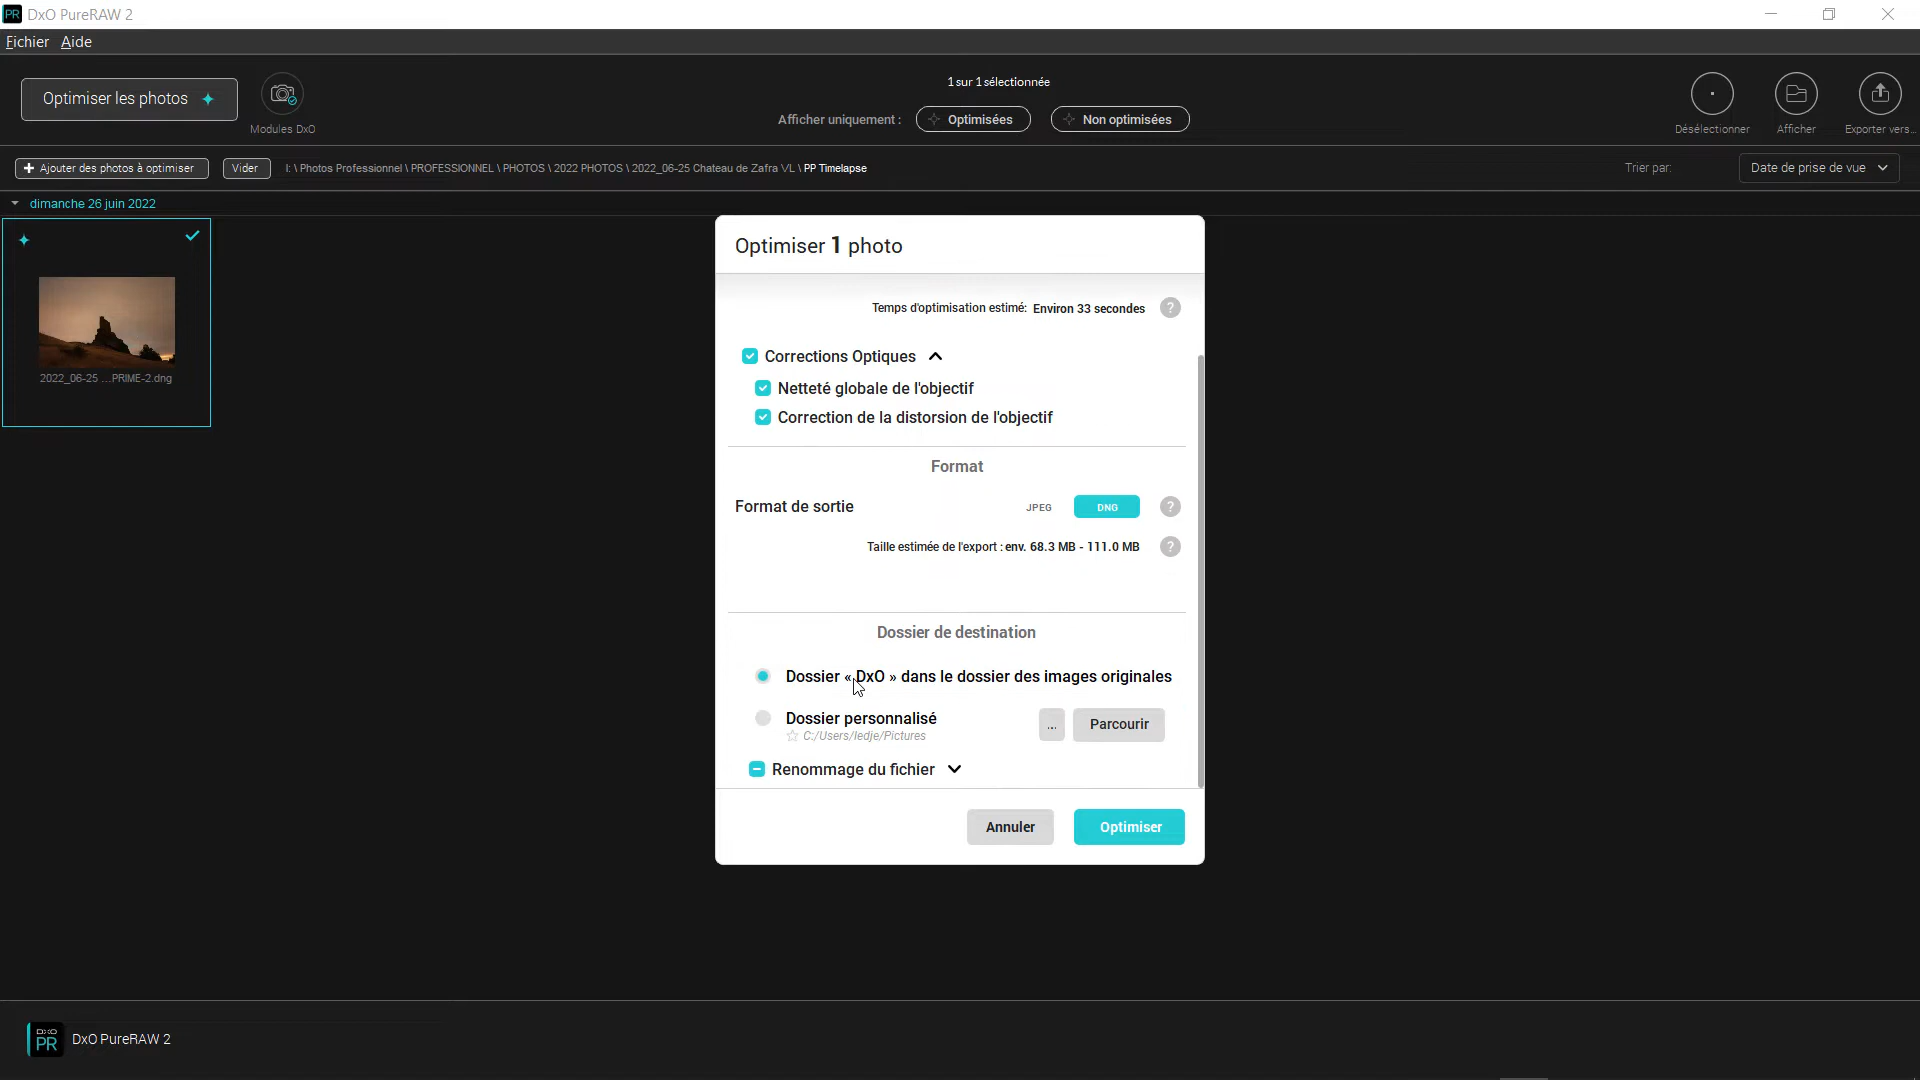 PR DxO PureRAW 2
Fichier Aide
Optimiser les photos
Modules DxO
1 sur 1 sélectionnée
Afficher uniquement : Optimisées Non optimisées
Désélectionner Afficher Exporter vers...
+ Ajouter des photos à optimiser Vider I: \ Photos Professionnel \ PROFESSIONNEL \ PHOTOS \ 2022 PHOTOS \ 2022_06-25 Chateau de Zafra VL \ PP Timelapse Trier par: Date de prise de vue
dimanche 26 juin 2022
2022_06-25 ...PRIME-2.dng
Optimiser 1 photo
Temps d'optimisation estimé: Environ 33 secondes ?
Corrections Optiques
Netteté globale de l'objectif
Correction de la distorsion de l'objectif
Format
Format de sortie JPEG DNG ?
Taille estimée de l'export : env. 68.3 MB - 111.0 MB ?
Dossier de destination
Dossier « DxO » dans le dossier des images originales
Dossier personnalisé ... Parcourir
C:/Users/ledje/Pictures
Renommage du fichier
Annuler Optimiser
DxO PR DxO PureRAW 2